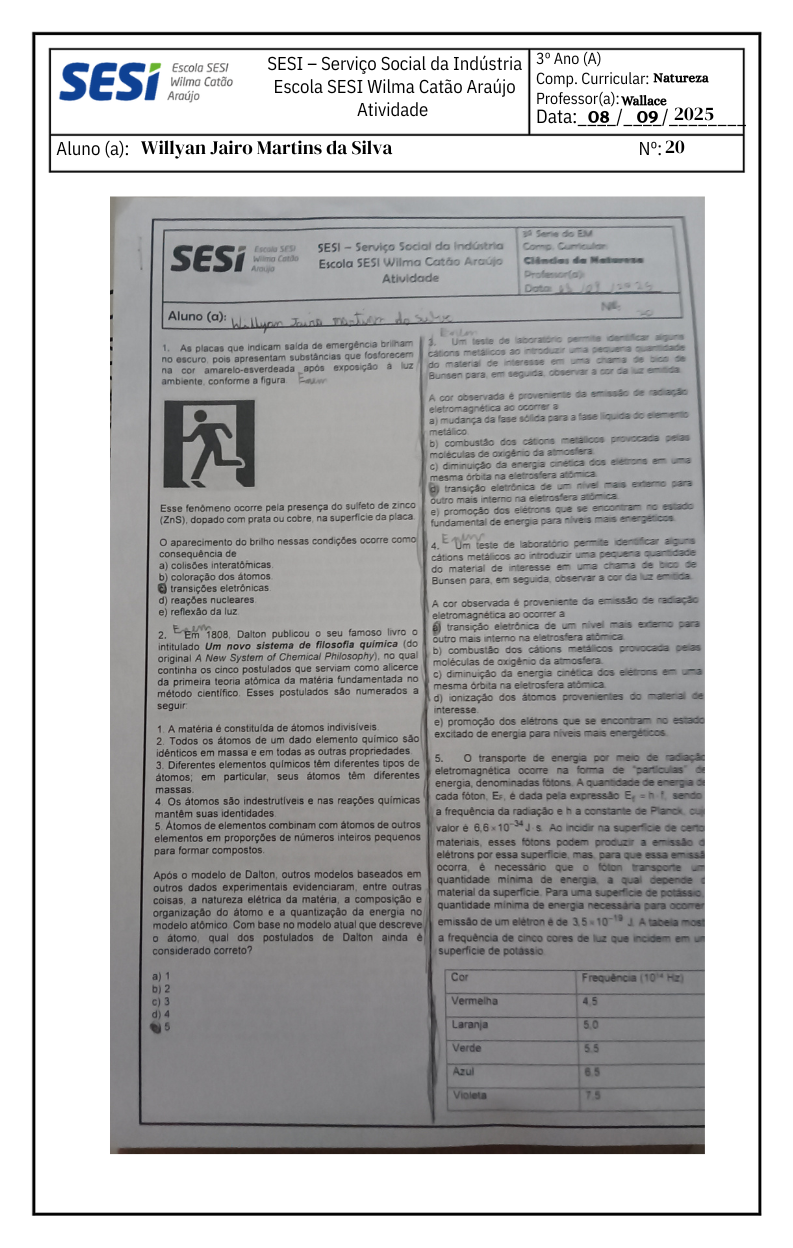 SESI
Escola SESI
Wilma Catão
Araújo
SESI – Serviço Social da Indústria
Escola SESI Wilma Catão Araújo
Atividade
3º Ano (A)
Comp. Curricular: Natureza
Professor(a): Wallace
Data: 08 / 09 / 2025
Aluno (a): Willyan Jairo Martins da Silva
Nº: 20
SESI
Escola SESI
Wilma Catão
Araújo
SESI – Serviço Social da Indústria
Escola SESI Wilma Catão Araújo
Atividade
3ª Série do EM
Comp. Curricular:
Ciências da Natureza
Professor(a):
Data:
Aluno (a): Willyan Jairo Martins da Silva
Nº:
1. As placas que indicam saída de emergência brilham
no escuro, pois apresentam substâncias que fosforecem
na cor amarelo-esverdeada após exposição à luz
ambiente, conforme a figura. Enem
Esse fenômeno ocorre pela presença do sulfeto de zinco
(ZnS), dopado com prata ou cobre, na superfície da placa.
O aparecimento do brilho nessas condições ocorre como
consequência de
a) colisões interatômicas.
b) coloração dos átomos.
transições eletrônicas.
d) reações nucleares.
e) reflexão da luz.
Enem
2. Em 1808, Dalton publicou o seu famoso livro o
intitulado Um novo sistema de filosofia química (do
original A New System of Chemical Philosophy), no qual
continha os cinco postulados que serviam como alicerce
da primeira teoria atômica da matéria fundamentada no
método científico. Esses postulados são numerados a
seguir:
1. A matéria é constituída de átomos indivisíveis.
2. Todos os átomos de um dado elemento químico são
idênticos em massa e em todas as outras propriedades.
3. Diferentes elementos químicos têm diferentes tipos de
átomos; em particular, seus átomos têm diferentes
massas.
4. Os átomos são indestrutíveis e nas reações químicas
mantêm suas identidades.
5. Átomos de elementos combinam com átomos de outros
elementos em proporções de números inteiros pequenos
para formar compostos.
Após o modelo de Dalton, outros modelos baseados em
outros dados experimentais evidenciaram, entre outras
coisas, a natureza elétrica da matéria, a composição e
organização do átomo e a quantização da energia no
modelo atômico. Com base no modelo atual que descreve
o átomo, qual dos postulados de Dalton ainda é
considerado correto?
a) 1
b) 2
c) 3
d) 4
5
Enem
3. Um teste de laboratório permite identificar alguns
cátions metálicos ao introduzir uma pequena quantidade
do material de interesse em uma chama de bico de
Bunsen para, em seguida, observar a cor da luz emitida.
A cor observada é proveniente da emissão de radiação
eletromagnética ao ocorrer a
a) mudança da fase sólida para a fase líquida do elemento
metálico.
b) combustão dos cátions metálicos provocada pelas
moléculas de oxigênio da atmosfera.
c) diminuição da energia cinética dos elétrons em uma
mesma órbita na eletrosfera atômica.
d) transição eletrônica de um nível mais externo para
outro mais interno na eletrosfera atômica.
e) promoção dos elétrons que se encontram no estado
fundamental de energia para níveis mais energéticos.
Enem
4. Um teste de laboratório permite identificar alguns
cátions metálicos ao introduzir uma pequena quantidade
do material de interesse em uma chama de bico de
Bunsen para, em seguida, observar a cor da luz emitida.
A cor observada é proveniente da emissão de radiação
eletromagnética ao ocorrer a
a) transição eletrônica de um nível mais externo para
outro mais interno na eletrosfera atômica.
b) combustão dos cátions metálicos provocada pelas
moléculas de oxigênio da atmosfera.
c) diminuição da energia cinética dos elétrons em uma
mesma órbita na eletrosfera atômica.
d) ionização dos átomos provenientes do material de
interesse.
e) promoção dos elétrons que se encontram no estado
excitado de energia para níveis mais energéticos.
5. O transporte de energia por meio de radiação
eletromagnética ocorre na forma de "partículas" de
energia, denominadas fótons. A quantidade de energia de
cada fóton, EF, é dada pela expressão EF = h · f, sendo
a frequência da radiação e h a constante de Planck, cuj
valor é 6,6×10⁻³⁴ J·s. Ao incidir na superfície de certo
materiais, esses fótons podem produzir a emissão d
elétrons por essa superfície, mas, para que essa emissã
ocorra, é necessário que o fóton transporte um
quantidade mínima de energia, a qual depende d
material da superfície. Para uma superfície de potássio,
quantidade mínima de energia necessária para ocorrer
emissão de um elétron é de 3,5×10⁻¹⁹ J. A tabela most
a frequência de cinco cores de luz que incidem em um
superfície de potássio.
Cor Frequência (10¹⁴ Hz)
Vermelha 4,5
Laranja 5,0
Verde 5,5
Azul 6,5
Violeta 7,5